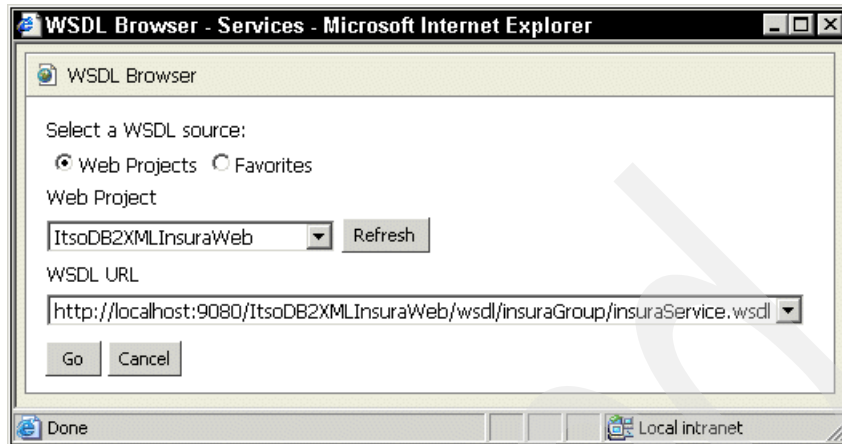 WSDL Browser - Services - Microsoft Internet Explorer
WSDL Browser
Select a WSDL source:
Web Projects Favorites
Web Project
ItsoDB2XMLInsuraWeb Refresh
WSDL URL
http://localhost:9080/ItsoDB2XMLInsuraWeb/wsdl/insuraGroup/insuraService.wsdl
Go Cancel
Done Local intranet